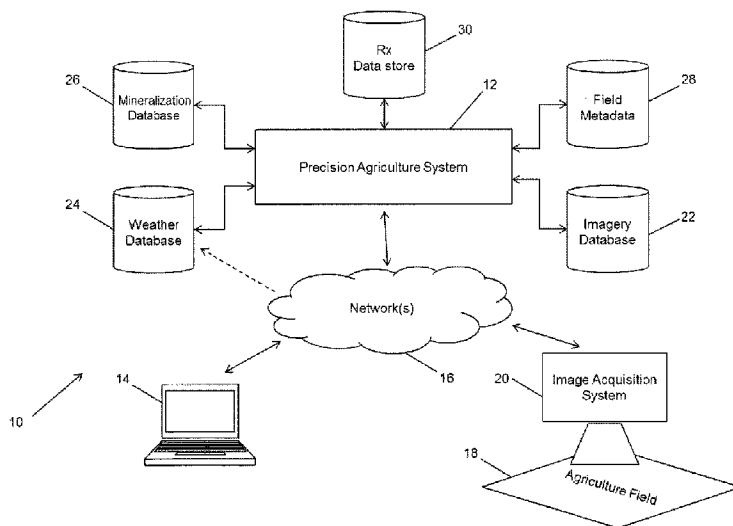 30
Rx
Data store
26
Mineralization
Database
12
28
Field
Metadata
Precision Agriculture System
24
Weather
Database
Imagery
Database
22
Network(s)
16
14
20
Image Acquisition
System
10
18
Agriculture Field